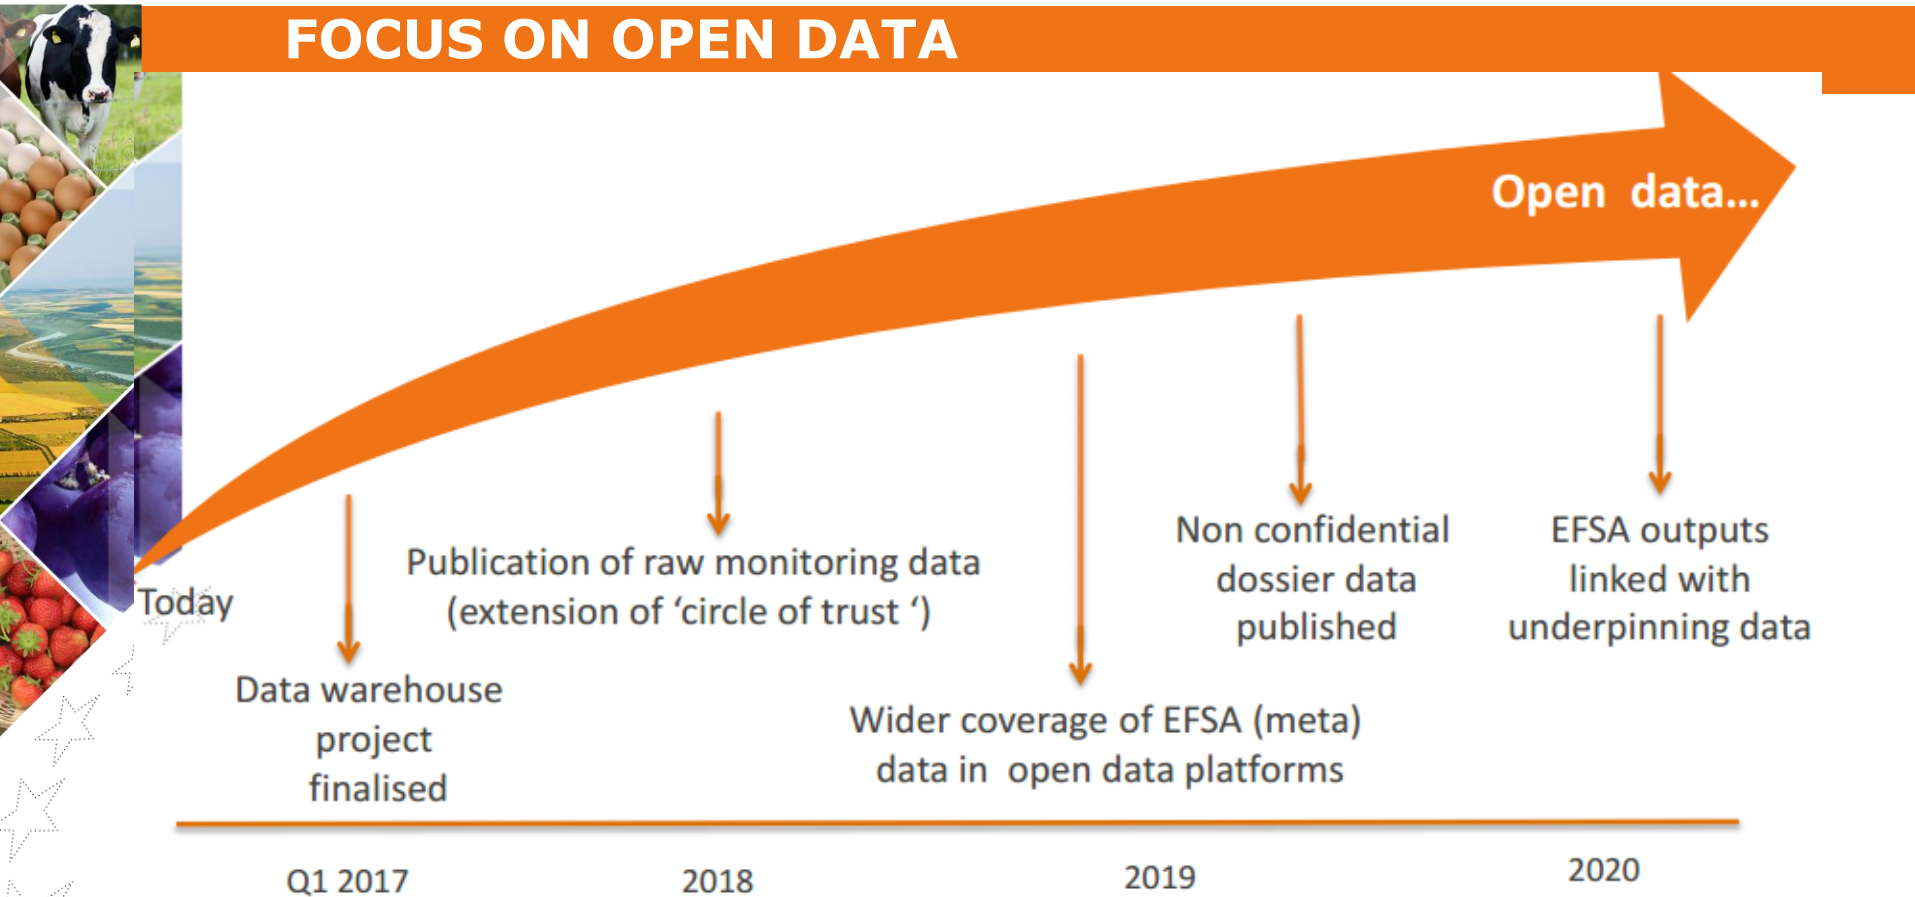 FOCUS ON OPEN DATA
Open data...
Today
Data warehouse
project
finalised
Publication of raw monitoring data
(extension of ‘circle of trust ‘)
Wider coverage of EFSA (meta)
data in open data platforms
Non confidential
dossier data
published
EFSA outputs
linked with
underpinning data
Q1 2017
2018
2019
2020